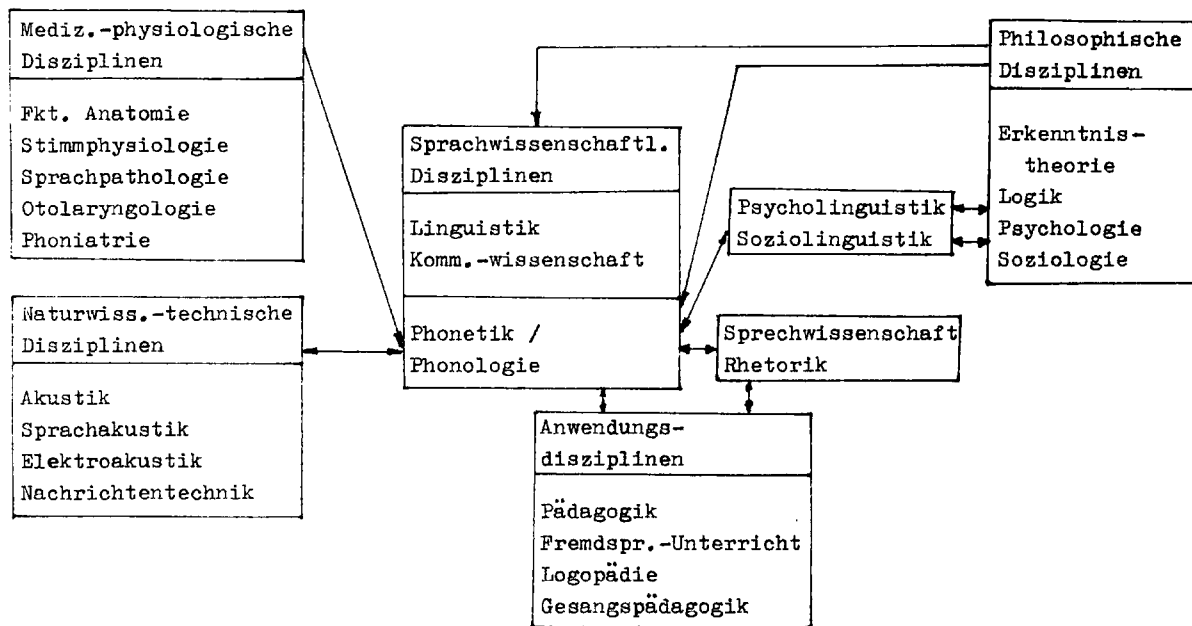 Mediz.-physiologische
Disziplinen
Fkt. Anatomie
Stimmphysiologie
Sprachpathologie
Otolaryngologie
Phoniatrie
Naturwiss.-technische
Disziplinen
Akustik
Sprachakustik
Elektroakustik
Nachrichtentechnik
Sprachwissenschaftl.
Disziplinen
Linguistik
Komm.-wissenschaft
Phonetik /
Phonologie
Philosophische
Disziplinen
Erkenntnis-
theorie
Logik
Psychologie
Soziologie
Psycholinguistik
Soziolinguistik
Sprechwissenschaft
Rhetorik
Anwendungs-
disziplinen
Pädagogik
Fremdspr.-Unterricht
Logopädie
Gesangspädagogik